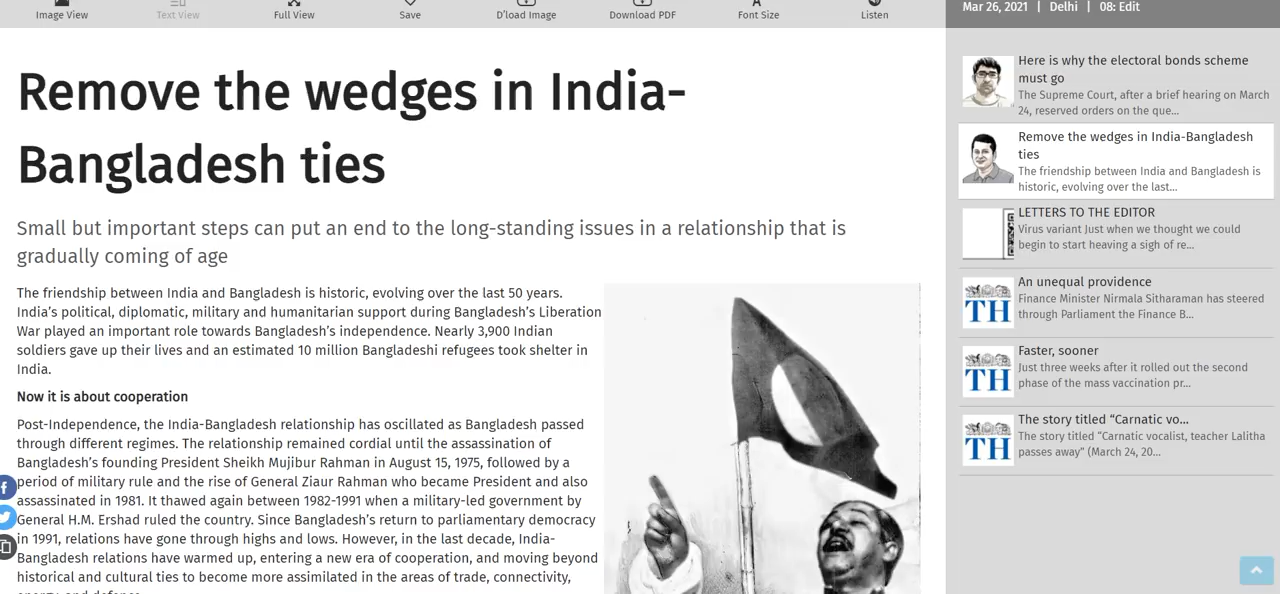 Image View
Text View
Full View
Save
D'load Image
Download PDF
Font Size
Listen
Mar 26, 2021 | Delhi | 08: Edit
Remove the wedges in India-
Bangladesh ties
Small but important steps can put an end to the long-standing issues in a relationship that is
gradually coming of age
The friendship between India and Bangladesh is historic, evolving over the last 50 years.
India’s political, diplomatic, military and humanitarian support during Bangladesh’s Liberation
War played an important role towards Bangladesh’s independence. Nearly 3,900 Indian
soldiers gave up their lives and an estimated 10 million Bangladeshi refugees took shelter in
India.
Now it is about cooperation
Post-Independence, the India-Bangladesh relationship has oscillated as Bangladesh passed
through different regimes. The relationship remained cordial until the assassination of
Bangladesh’s founding President Sheikh Mujibur Rahman in August 15, 1975, followed by a
period of military rule and the rise of General Ziaur Rahman who became President and also
assassinated in 1981. It thawed again between 1982-1991 when a military-led government by
General H.M. Ershad ruled the country. Since Bangladesh’s return to parliamentary democracy
in 1991, relations have gone through highs and lows. However, in the last decade, India-
Bangladesh relations have warmed up, entering a new era of cooperation, and moving beyond
historical and cultural ties to become more assimilated in the areas of trade, connectivity,
energy and defence.
Here is why the electoral bonds scheme
must go
The Supreme Court, after a brief hearing on March
24, reserved orders on the que...
Remove the wedges in India-Bangladesh
ties
The friendship between India and Bangladesh is
historic, evolving over the last...
LETTERS TO THE EDITOR
Virus variant Just when we thought we could
begin to start heaving a sigh of re...
TH
An unequal providence
Finance Minister Nirmala Sitharaman has steered
through Parliament the Finance B...
TH
Faster, sooner
Just three weeks after it rolled out the second
phase of the mass vaccination pr...
TH
The story titled “Carnatic vo...
The story titled “Carnatic vocalist, teacher Lalitha
passes away” (March 24, 20...